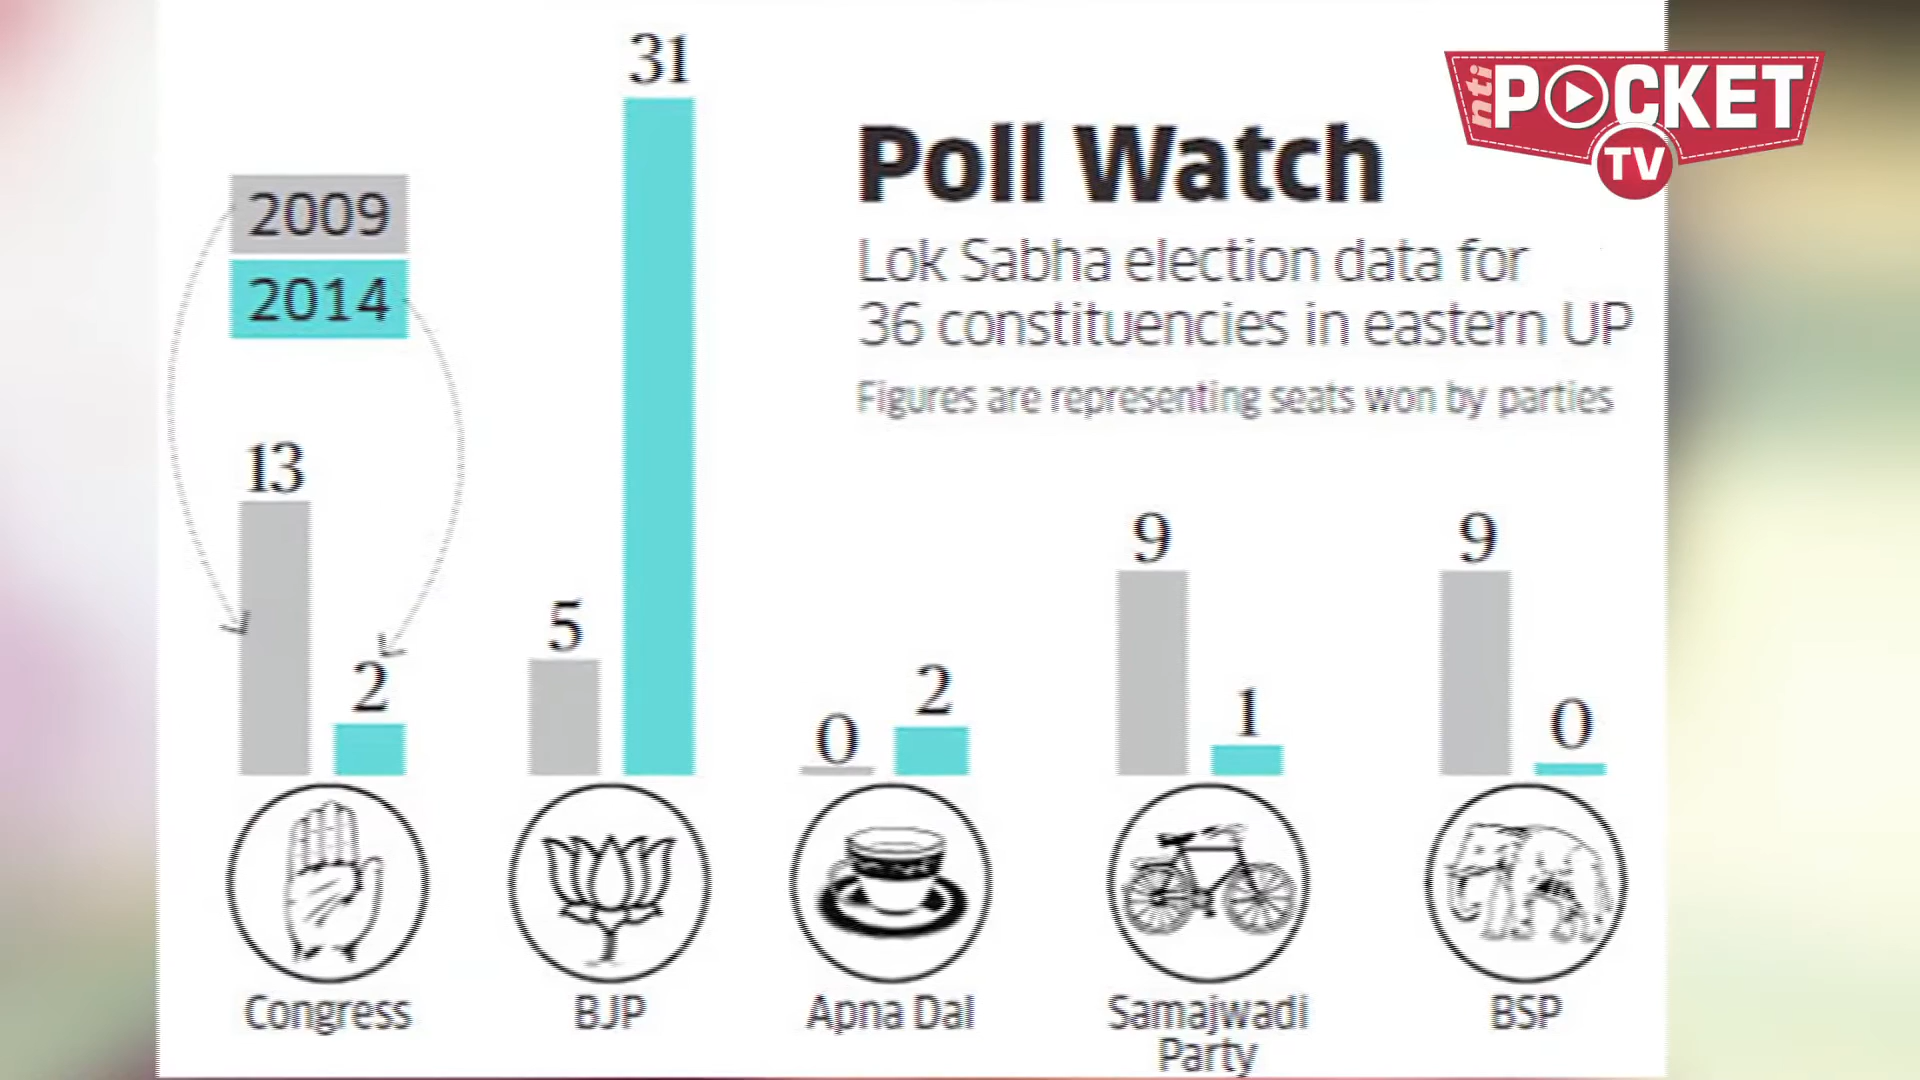 31
nti POCKET
TV
Poll Watch
2009
2014
Lok Sabha election data for
36 constituencies in eastern UP
Figures are representing seats won by parties
13
2
5
0
2
9
1
9
0
Congress
BJP
Apna Dal
Samajwadi
Party
BSP